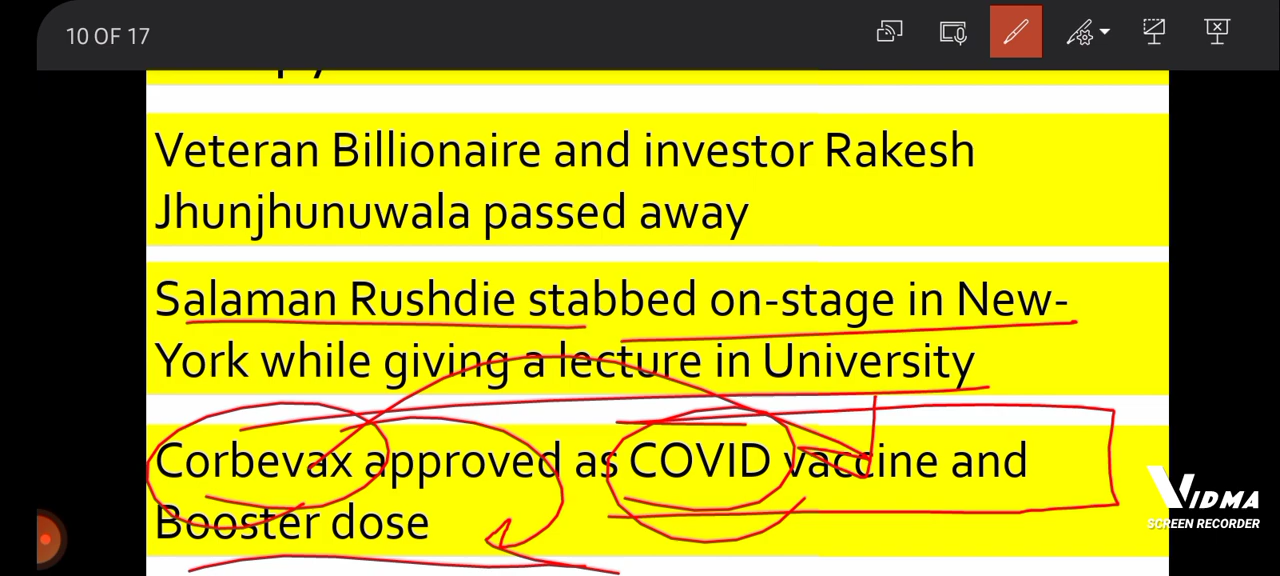 10 OF 17
Veteran Billionaire and investor Rakesh
Jhunjhunuwala passed away
Salaman Rushdie stabbed on-stage in New-
York while giving a lecture in University
Corbevax approved as COVID vaccine and
Booster dose
VIDMA
SCREEN RECORDER